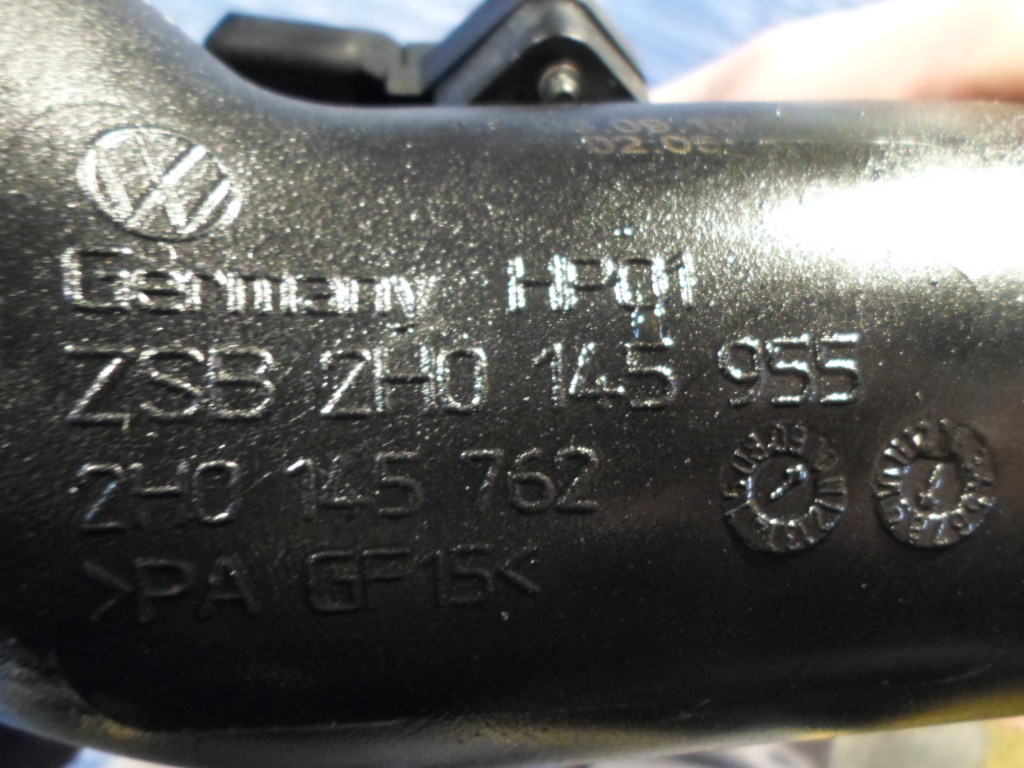 Germany HP01
ZSB 2H0 145 955
2H0 145 762
>PA GF15<